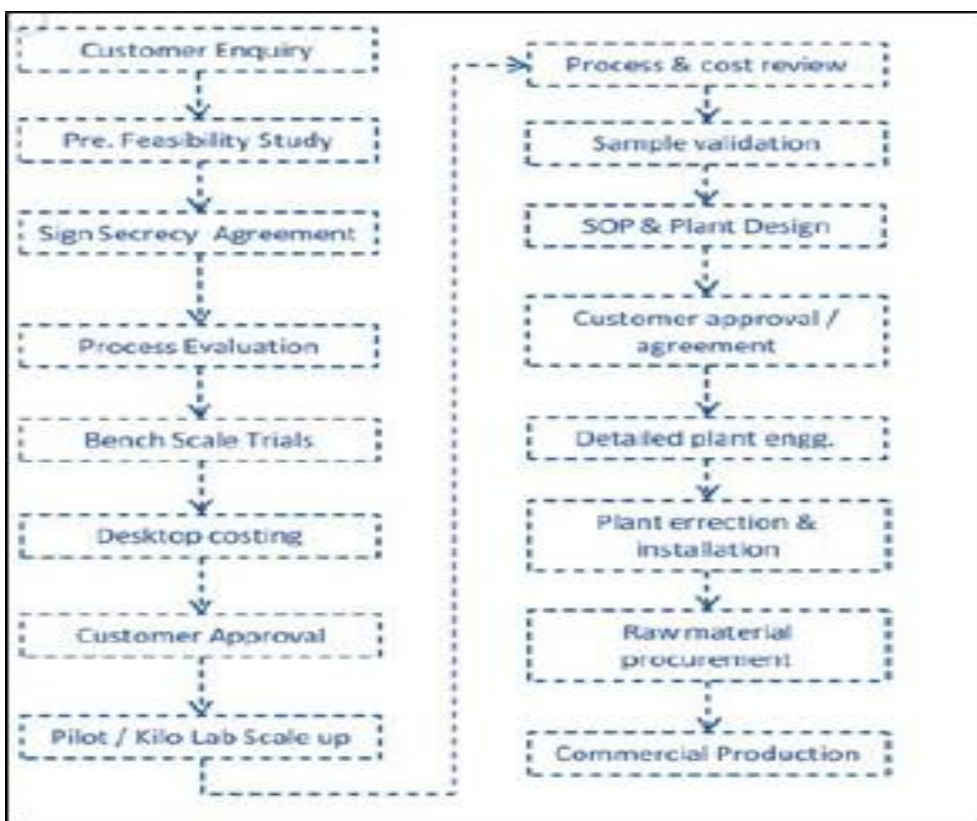 Customer Enquiry
Pre. Feasibility Study
Sign Secrecy Agreement
Process Evaluation
Bench Scale Trials
Desktop costing
Customer Approval
Pilot / Kilo Lab Scale up
Process & cost review
Sample validation
SOP & Plant Design
Customer approval /
agreement
Detailed plant engg.
Plant errection &
installation
Raw material
procurement
Commercial Production